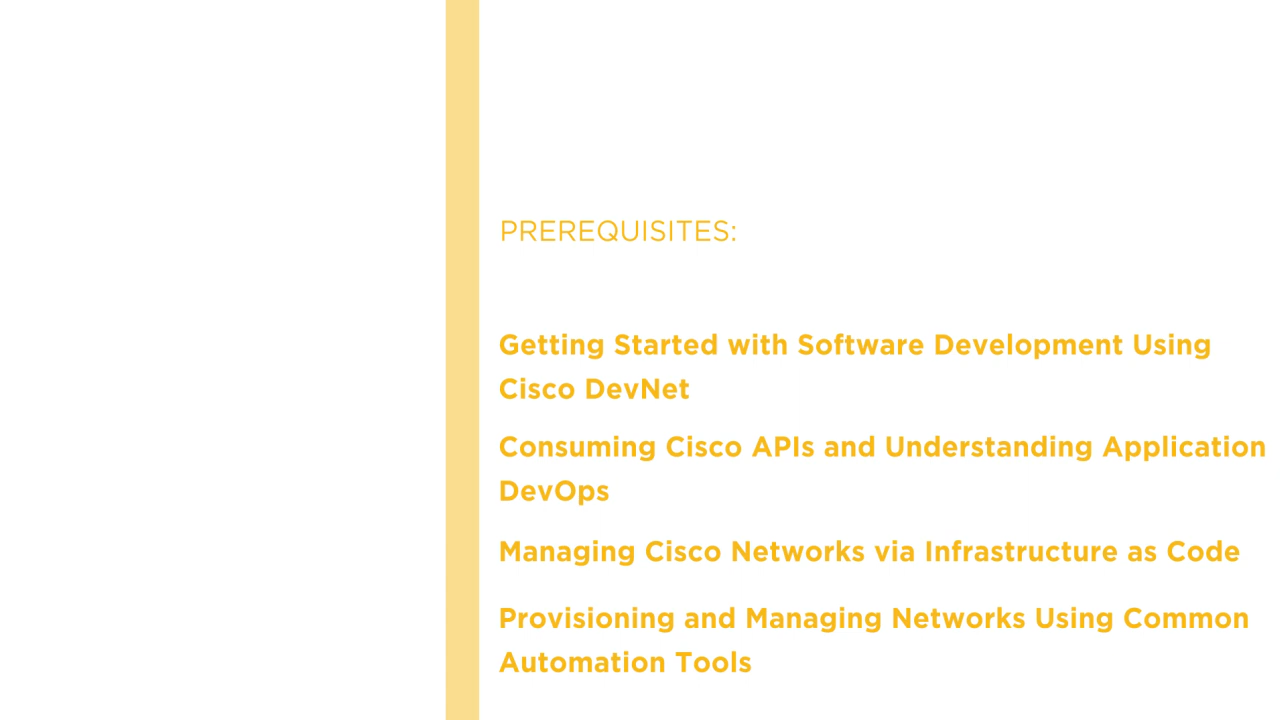 PREREQUISITES:
Getting Started with Software Development Using
Cisco DevNet
Consuming Cisco APIs and Understanding Application
DevOps
Managing Cisco Networks via Infrastructure as Code
Provisioning and Managing Networks Using Common
Automation Tools